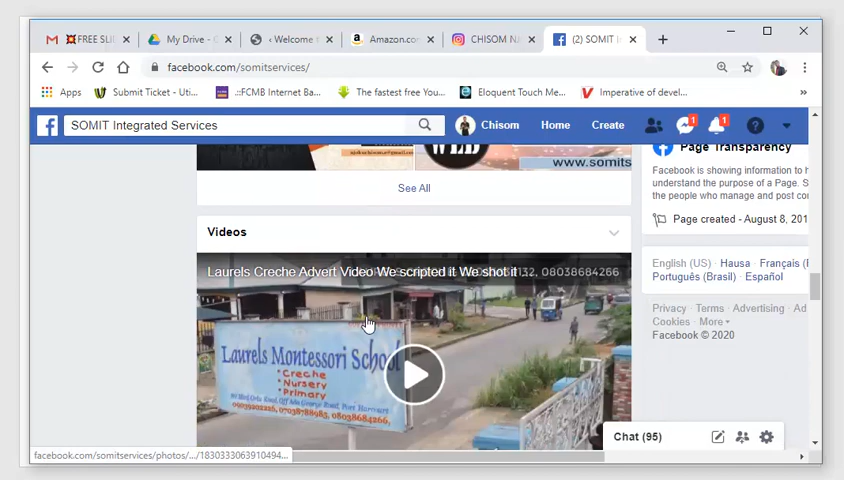 FREE SLI
My Drive - G
Welcome t
Amazon.co
CHISOM N
(2) SOMIT I
facebook.com/somitservices/
Apps
Submit Ticket - Uti...
.::FCMB Internet Ba...
The fastest free You...
Eloquent Touch Me...
Imperative of devel...
SOMIT Integrated Services
Chisom
Home
Create
1
1
WEB
www.somits
See All
Page Transparency
Facebook is showing information to h
understand the purpose of a Page. S
the people who manage and post con
Page created - August 8, 201
Videos
Laurels Creche Advert Video We scripted it We shot it ...
132, 08038684266
Laurels Montessori School
*Creche
*Nursery
*Primary
English (US) · Hausa · Français (
Português (Brasil) · Español
Privacy · Terms · Advertising · Ad
Cookies · More
Facebook © 2020
Chat (95)
facebook.com/somitservices/photos/.../1830333063910494...